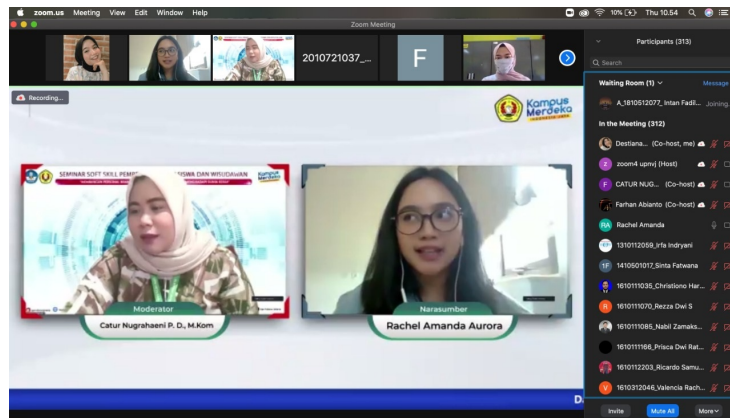 zoom.us Meeting View Edit Window Help
10% Thu 10.54
Zoom Meeting
2010721037_...
F
Recording...
Kampus
Merdeka
SEMINAR SOFT SKILL
Kampus
Merdeka
Moderator
Catur Nugrahaeni P. D., M.Kom
Narasumber
Rachel Amanda Aurora
Participants (313)
Search
Waiting Room (1)
Message
A_1810512077_ Intan Fadil... Joining...
In the Meeting (312)
Destiana... (Co-host, me)
z zoom4 upnvj (Host)
F CATUR NUG... (Co-host)
Farhan Abianto (Co-host)
RA Rachel Amanda
1310112059_Irfa Indryani
1F 1410501017_Sinta Fatwana
1610111035_Christiono Har...
R 1610111070_Rezza Dwi S
1610111085_Nabil Zamaks...
1610111166_Prisca Dwi Rat...
1610112203_Ricardo Samu...
V 1610312046_Valencia Rach...
Invite Mute All More